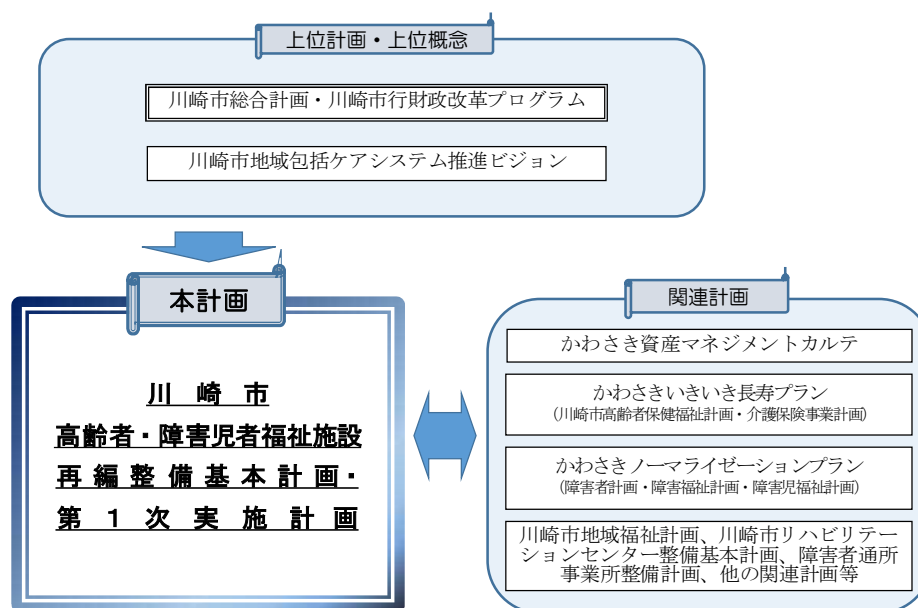 上位計画・上位概念
川崎市総合計画・川崎市行財政改革プログラム
川崎市地域包括ケアシステム推進ビジョン
本計画
川崎市
高齢者・障害児者福祉施設
再編整備基本計画・
第1次実施計画
関連計画
かわさき資産マネジメントカルテ
かわさきいきいき長寿プラン
(川崎市高齢者保健福祉計画・介護保険事業計画)
かわさきノーマライゼーションプラン
(障害者計画・障害福祉計画・障害児福祉計画)
川崎市地域福祉計画、川崎市リハビリテー
ションセンター整備基本計画、障害者通所
事業所整備計画、他の関連計画等